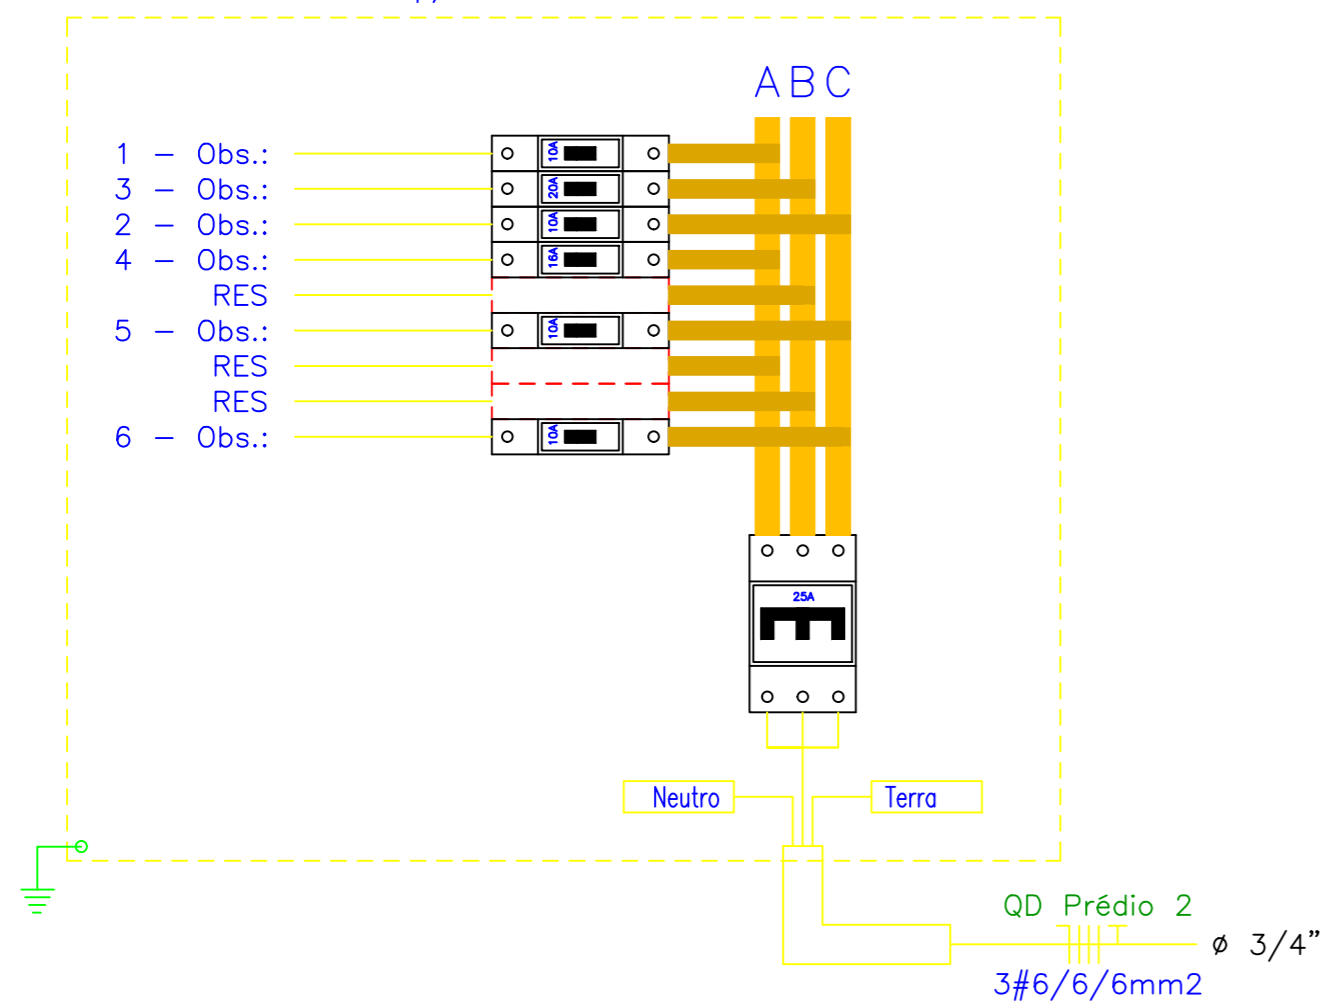 A B C
1 - Obs.: 10A
3 - Obs.: 20A
2 - Obs.: 10A
4 - Obs.: 16A
RES
5 - Obs.: 10A
RES
RES
6 - Obs.: 10A
25A
Neutro Terra
QD Prédio 2
ø 3/4”
3#6/6/6mm2